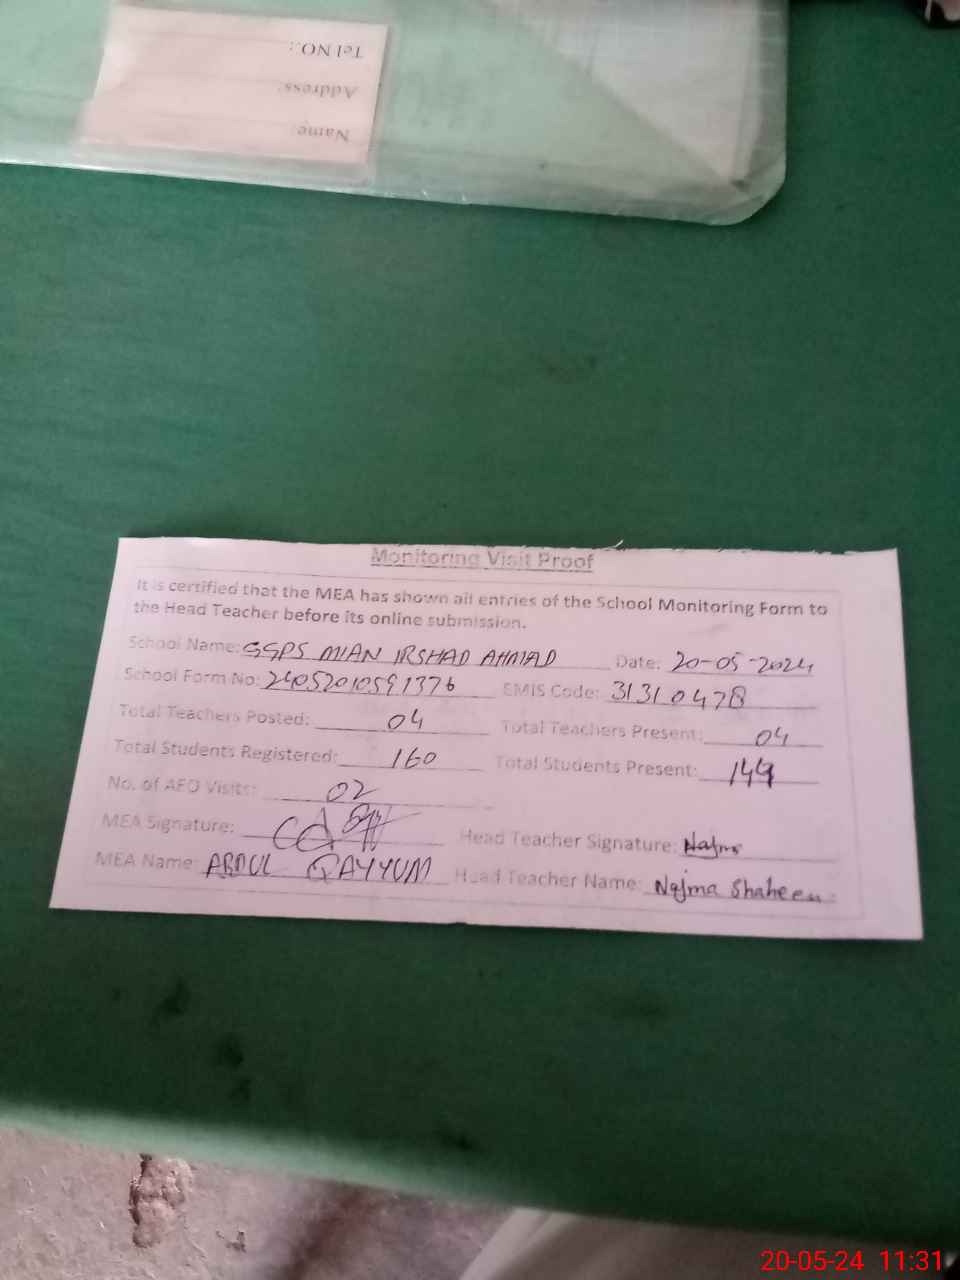 Tel NO.:
Address:
Name:
Monitoring Visit Proof
It is certified that the MEA has shown all entries of the School Monitoring Form to
the Head Teacher before its online submission.
School Name: GGPS MIAN IRSHAD AHMAD Date: 20-05-2024
School Form No: 24052010591376 EMIS Code: 31310478
Total Teachers Posted: 04 Total Teachers Present: 04
Total Students Registered: 160 Total Students Present: 149
No. of AEO Visits: 02
MEA Signature: Head Teacher Signature: Najma
MEA Name: ABDUL QAYYUM Head Teacher Name: Najma Shaheen
20-05-24 11:31